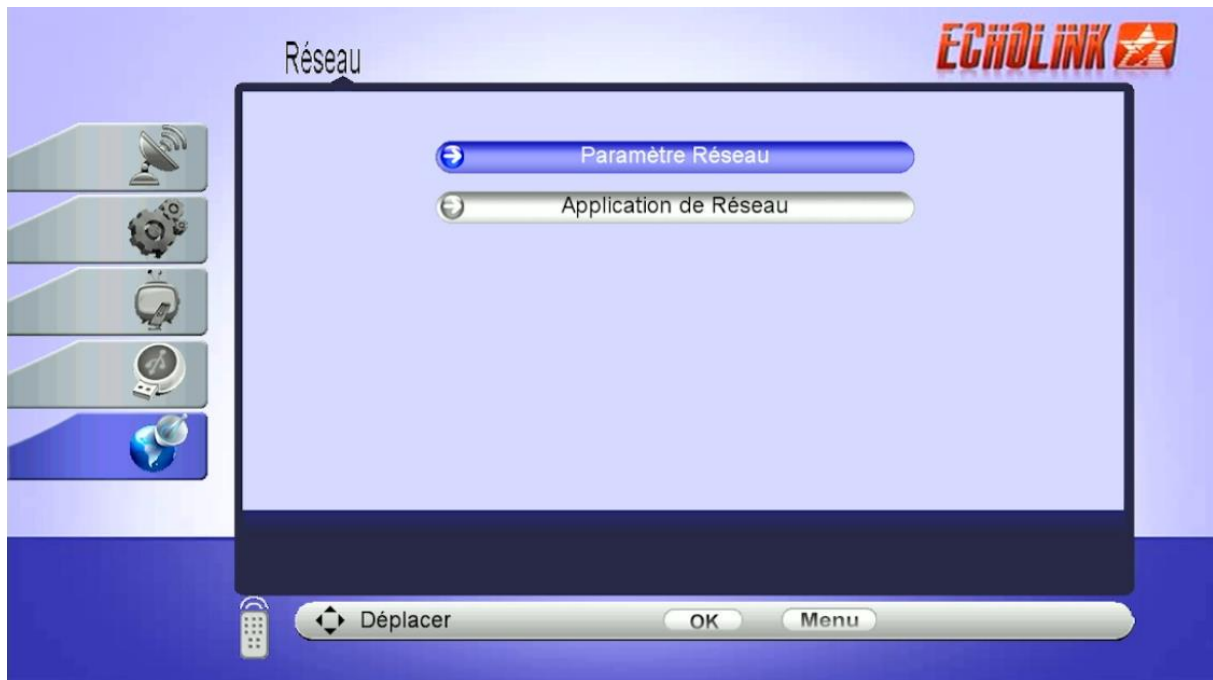 Réseau
ECHOLINK
Paramètre Réseau
Application de Réseau
Déplacer
OK
Menu